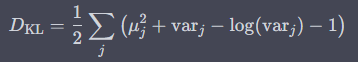 D_KL = 1/2 ∑_j (μ_j^2 + var_j − log(var_j) − 1)